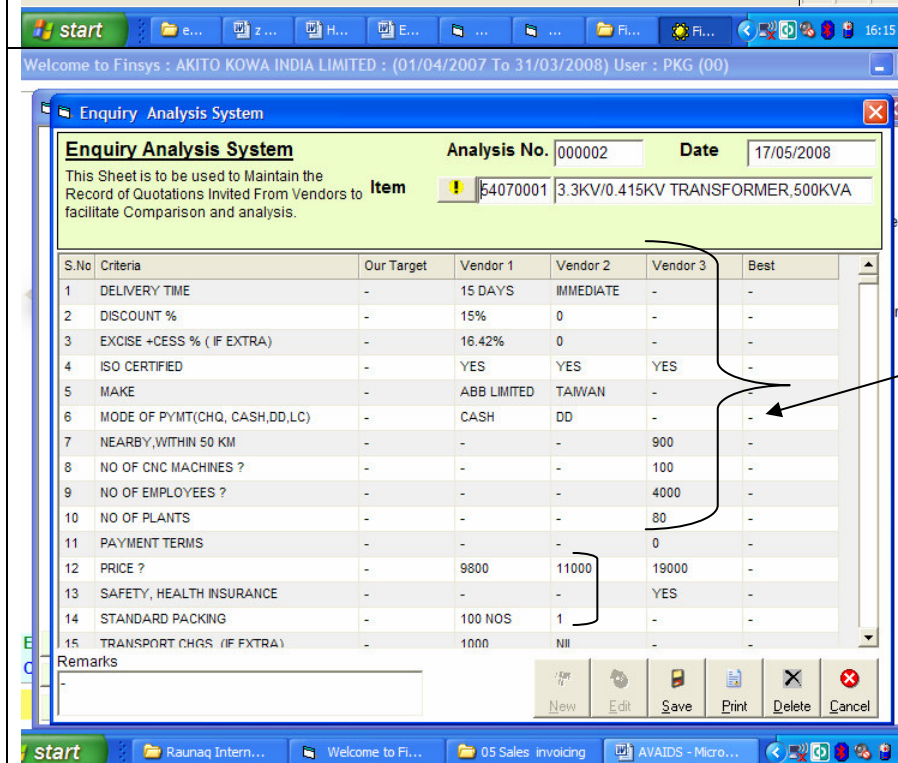 start e... z ... H... E... ... ... Fi... Fi... 16:15
Welcome to Finsys : AKITO KOWA INDIA LIMITED : (01/04/2007 To 31/03/2008) User : PKG (00)
Enquiry Analysis System
Enquiry Analysis System Analysis No. 000002 Date 17/05/2008
This Sheet is to be used to Maintain the
Record of Quotations Invited From Vendors to
facilitate Comparison and analysis.
Item ! 54070001 3.3KV/0.415KV TRANSFORMER,500KVA
S.No Criteria Our Target Vendor 1 Vendor 2 Vendor 3 Best
1 DELIVERY TIME - 15 DAYS IMMEDIATE - -
2 DISCOUNT % - 15% 0 - -
3 EXCISE +CESS % ( IF EXTRA) - 16.42% 0 - -
4 ISO CERTIFIED - YES YES YES -
5 MAKE - ABB LIMITED TAIWAN - -
6 MODE OF PYMT(CHQ, CASH,DD,LC) - CASH DD - -
7 NEARBY,WITHIN 50 KM - - - 900 -
8 NO OF CNC MACHINES ? - - - 100 -
9 NO OF EMPLOYEES ? - - - 4000 -
10 NO OF PLANTS - - - 80 -
11 PAYMENT TERMS - - - 0 -
12 PRICE ? - 9800 11000 19000 -
13 SAFETY, HEALTH INSURANCE - - - YES -
14 STANDARD PACKING - 100 NOS 1 - -
15 TRANSPORT CHGS (IF EXTRA) - 1000 NIL - -
Remarks
-
New Edit Save Print Delete Cancel
start Raunaq Intern... Welcome to Fi... 05 Sales invoicing AVAIDS - Micro...